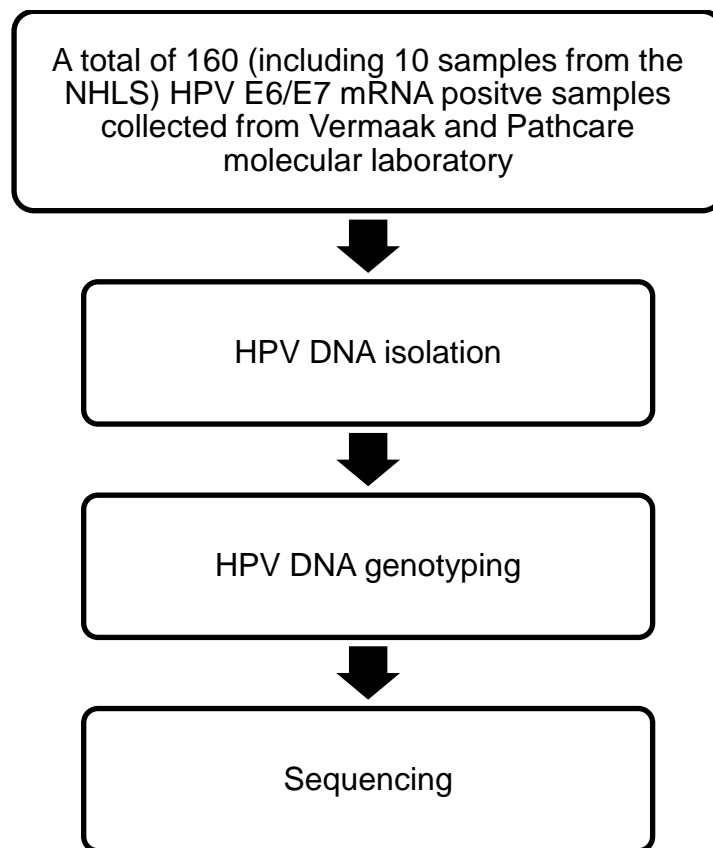 A total of 160 (including 10 samples from the
NHLS) HPV E6/E7 mRNA positve samples
collected from Vermaak and Pathcare
molecular laboratory
HPV DNA isolation
HPV DNA genotyping
Sequencing